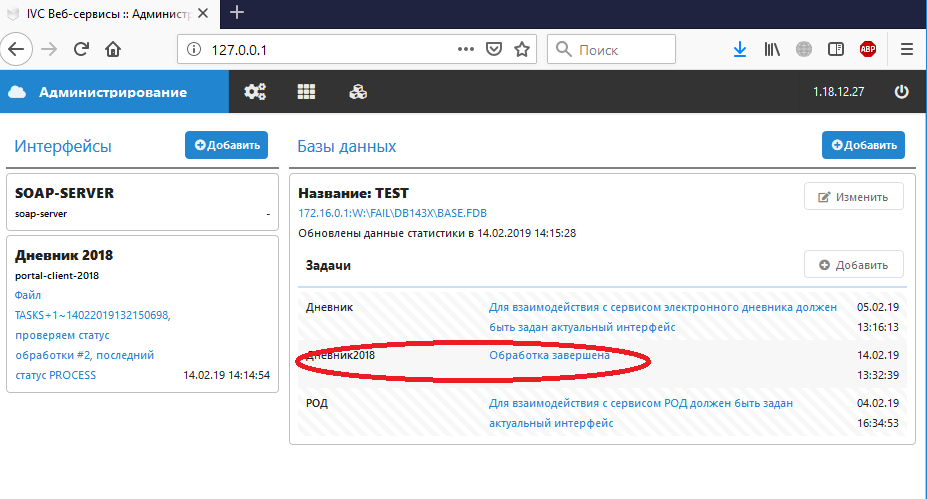 IVC Веб-сервисы :: Администр
127.0.0.1
Поиск
ABP
Администрирование
1.18.12.27
Интерфейсы
Добавить
SOAP-SERVER
soap-server
-
Дневник 2018
portal-client-2018
Файл
TASKS+1~14022019132150698,
проверяем статус
обработки #2, последний
статус PROCESS
14.02.19 14:14:54
Базы данных
Добавить
Название: TEST
Изменить
172.16.0.1:W:\FAIL\DB143X\BASE.FDB
Обновлены данные статистики в 14.02.2019 14:15:28
Задачи
Добавить
Дневник
Для взаимодействия с сервисом электронного дневника должен
быть задан актуальный интерфейс
05.02.19
13:16:13
Дневник2018
Обработка завершена
14.02.19
13:32:39
РОД
Для взаимодействия с сервисом РОД должен быть задан
актуальный интерфейс
04.02.19
16:34:53